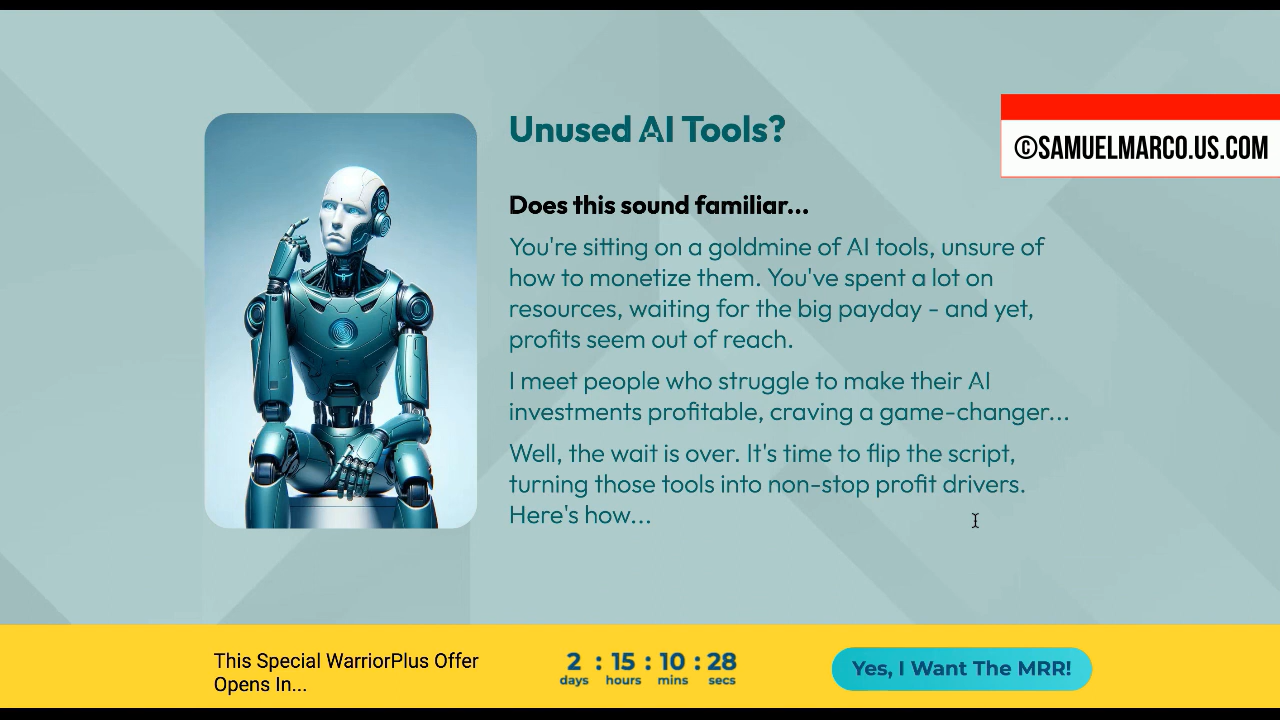 Unused AI Tools?
©SAMUELMARCO.US.COM
Does this sound familiar...
You're sitting on a goldmine of AI tools, unsure of
how to monetize them. You've spent a lot on
resources, waiting for the big payday - and yet,
profits seem out of reach.
I meet people who struggle to make their AI
investments profitable, craving a game-changer...
Well, the wait is over. It's time to flip the script,
turning those tools into non-stop profit drivers.
Here's how...
This Special WarriorPlus Offer
Opens In...
2 : 15 : 10 : 28
days hours mins secs
Yes, I Want The MRR!